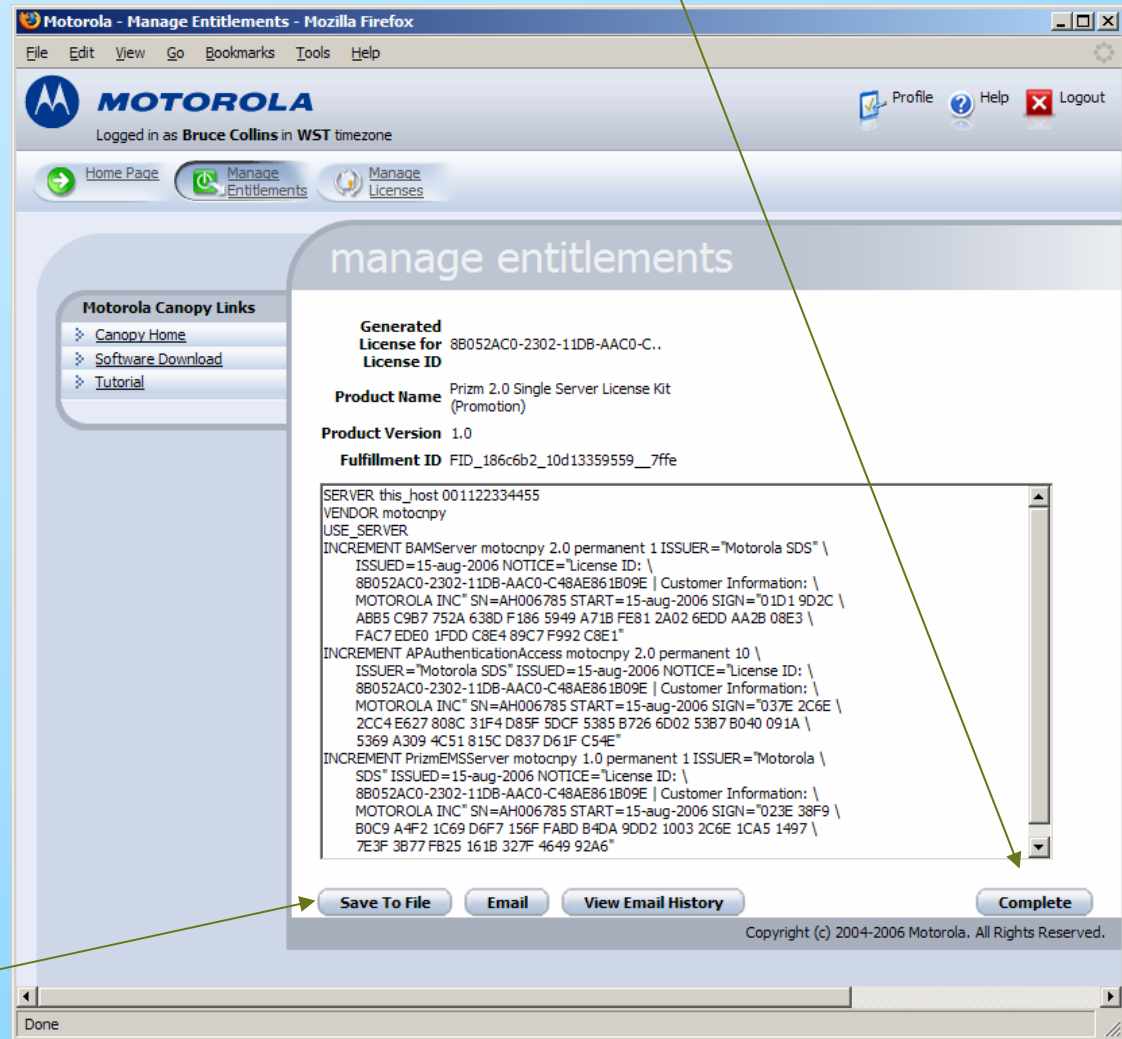 Motorola - Manage Entitlements - Mozilla Firefox
File Edit View Go Bookmarks Tools Help
MOTOROLA
Profile Help Logout
Logged in as Bruce Collins in WST timezone
Home Page Manage Entitlements Manage Licenses
manage entitlements
Motorola Canopy Links
Canopy Home
Software Download
Tutorial
Generated License for License ID 8B052AC0-2302-11DB-AAC0-C..
Product Name Prizm 2.0 Single Server License Kit (Promotion)
Product Version 1.0
Fulfillment ID FID_186c6b2_10d13359559__7ffe
SERVER this_host 001122334455
VENDOR motocnpy
USE_SERVER
INCREMENT BAMServer motocnpy 2.0 permanent 1 ISSUER="Motorola SDS" \
ISSUED=15-aug-2006 NOTICE="License ID: \
8B052AC0-2302-11DB-AAC0-C48AE861B09E | Customer Information: \
MOTOROLA INC" SN=AH006785 START=15-aug-2006 SIGN="01D1 9D2C \
ABB5 C9B7 752A 638D F186 5949 A71B FE81 2A02 6EDD AA2B 08E3 \
FAC7 EDE0 1FDD C8E4 89C7 F992 C8E1"
INCREMENT APAuthenticationAccess motocnpy 2.0 permanent 10 \
ISSUER="Motorola SDS" ISSUED=15-aug-2006 NOTICE="License ID: \
8B052AC0-2302-11DB-AAC0-C48AE861B09E | Customer Information: \
MOTOROLA INC" SN=AH006785 START=15-aug-2006 SIGN="037E 2C6E \
2CC4 E627 808C 31F4 D85F 5DCF 5385 B726 6D02 53B7 B040 091A \
5369 A309 4C51 815C D837 D61F C54E"
INCREMENT PrizmEMSServer motocnpy 1.0 permanent 1 ISSUER="Motorola \
SDS" ISSUED=15-aug-2006 NOTICE="License ID: \
8B052AC0-2302-11DB-AAC0-C48AE861B09E | Customer Information: \
MOTOROLA INC" SN=AH006785 START=15-aug-2006 SIGN="023E 38F9 \
B0C9 A4F2 1C69 D6F7 156F FABD B4DA 9DD2 1003 2C6E 1CA5 1497 \
7E3F 3B77 FB25 161B 327F 4649 92A6"
Save To File Email View Email History Complete
Copyright (c) 2004-2006 Motorola. All Rights Reserved.
Done